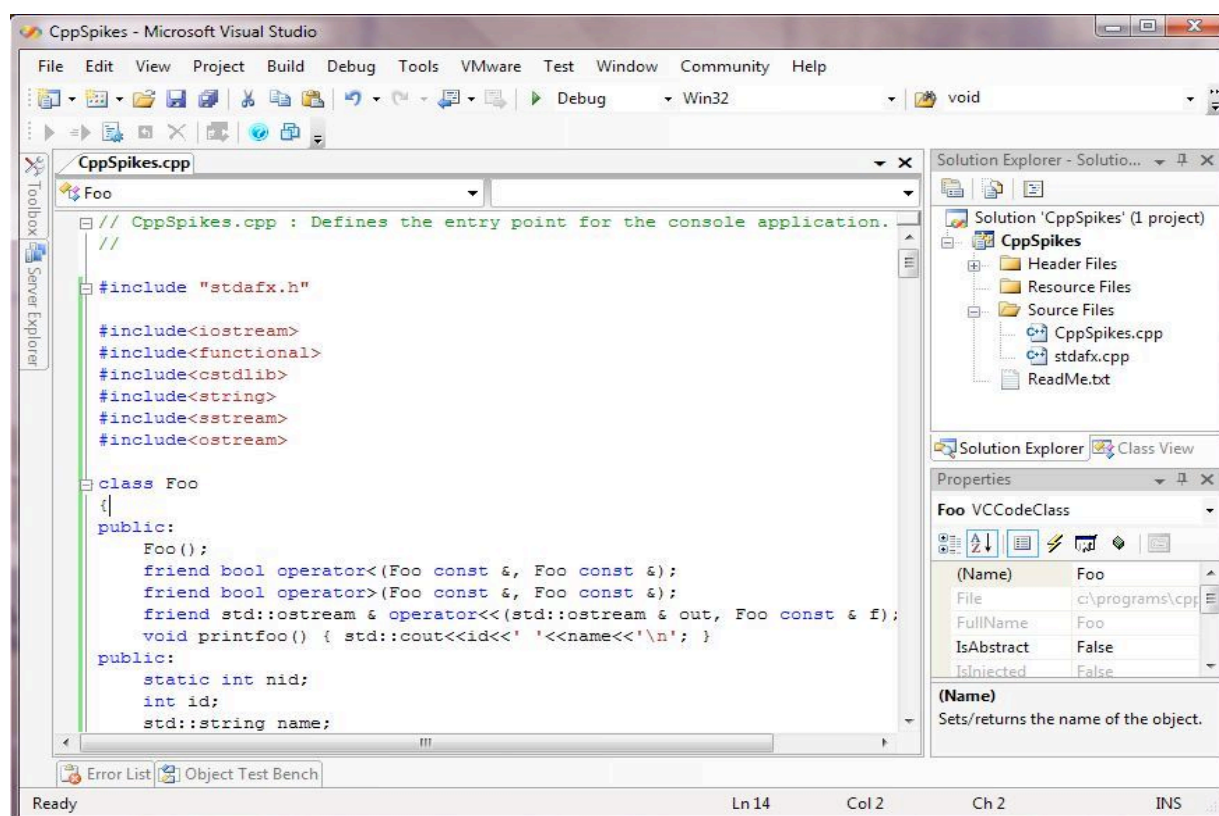 CppSpikes - Microsoft Visual Studio
File Edit View Project Build Debug Tools VMware Test Window Community Help
Debug Win32 void
Toolbox
Server Explorer
CppSpikes.cpp
Foo
// CppSpikes.cpp : Defines the entry point for the console application.
//
#include "stdafx.h"
#include<iostream>
#include<functional>
#include<cstdlib>
#include<string>
#include<sstream>
#include<ostream>
class Foo
{
public:
Foo();
friend bool operator<(Foo const &, Foo const &);
friend bool operator>(Foo const &, Foo const &);
friend std::ostream & operator<<(std::ostream & out, Foo const & f);
void printfoo() { std::cout<<id<<' '<<name<<'\n'; }
public:
static int nid;
int id;
std::string name;
Solution Explorer - Solutio...
Solution 'CppSpikes' (1 project)
CppSpikes
Header Files
Resource Files
Source Files
CppSpikes.cpp
stdafx.cpp
ReadMe.txt
Solution Explorer Class View
Properties
Foo VCCodeClass
(Name) Foo
File c:\programs\cpp
FullName Foo
IsAbstract False
IsInjected False
(Name)
Sets/returns the name of the object.
Error List Object Test Bench
Ready Ln 14 Col 2 Ch 2 INS